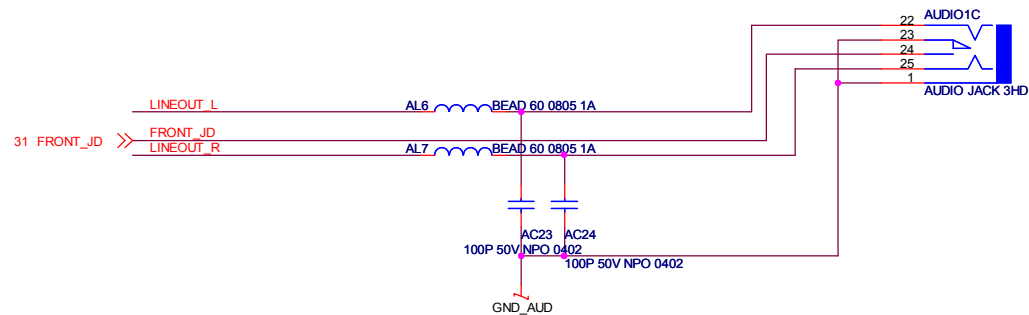 22 AUDIO1C
23
24
25
1
AUDIO JACK 3HD
LINEOUT_L AL6 BEAD 60 0805 1A
31 FRONT_JD FRONT_JD
LINEOUT_R AL7 BEAD 60 0805 1A
AC23 AC24
100P 50V NPO 0402
100P 50V NPO 0402
GND_AUD